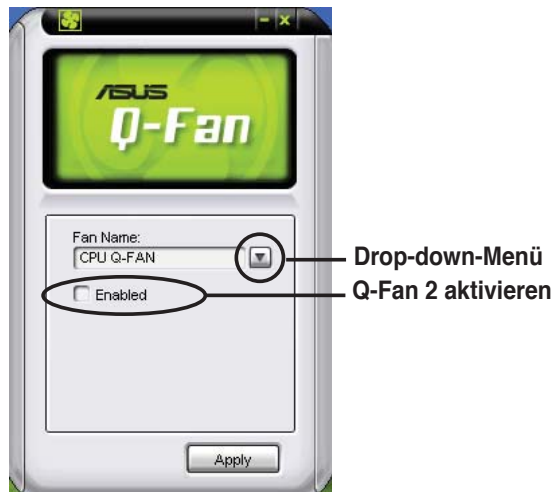 ASUS
Q-Fan
Fan Name:
CPU Q-FAN
Drop-down-Menü
Enabled
Q-Fan 2 aktivieren
Apply